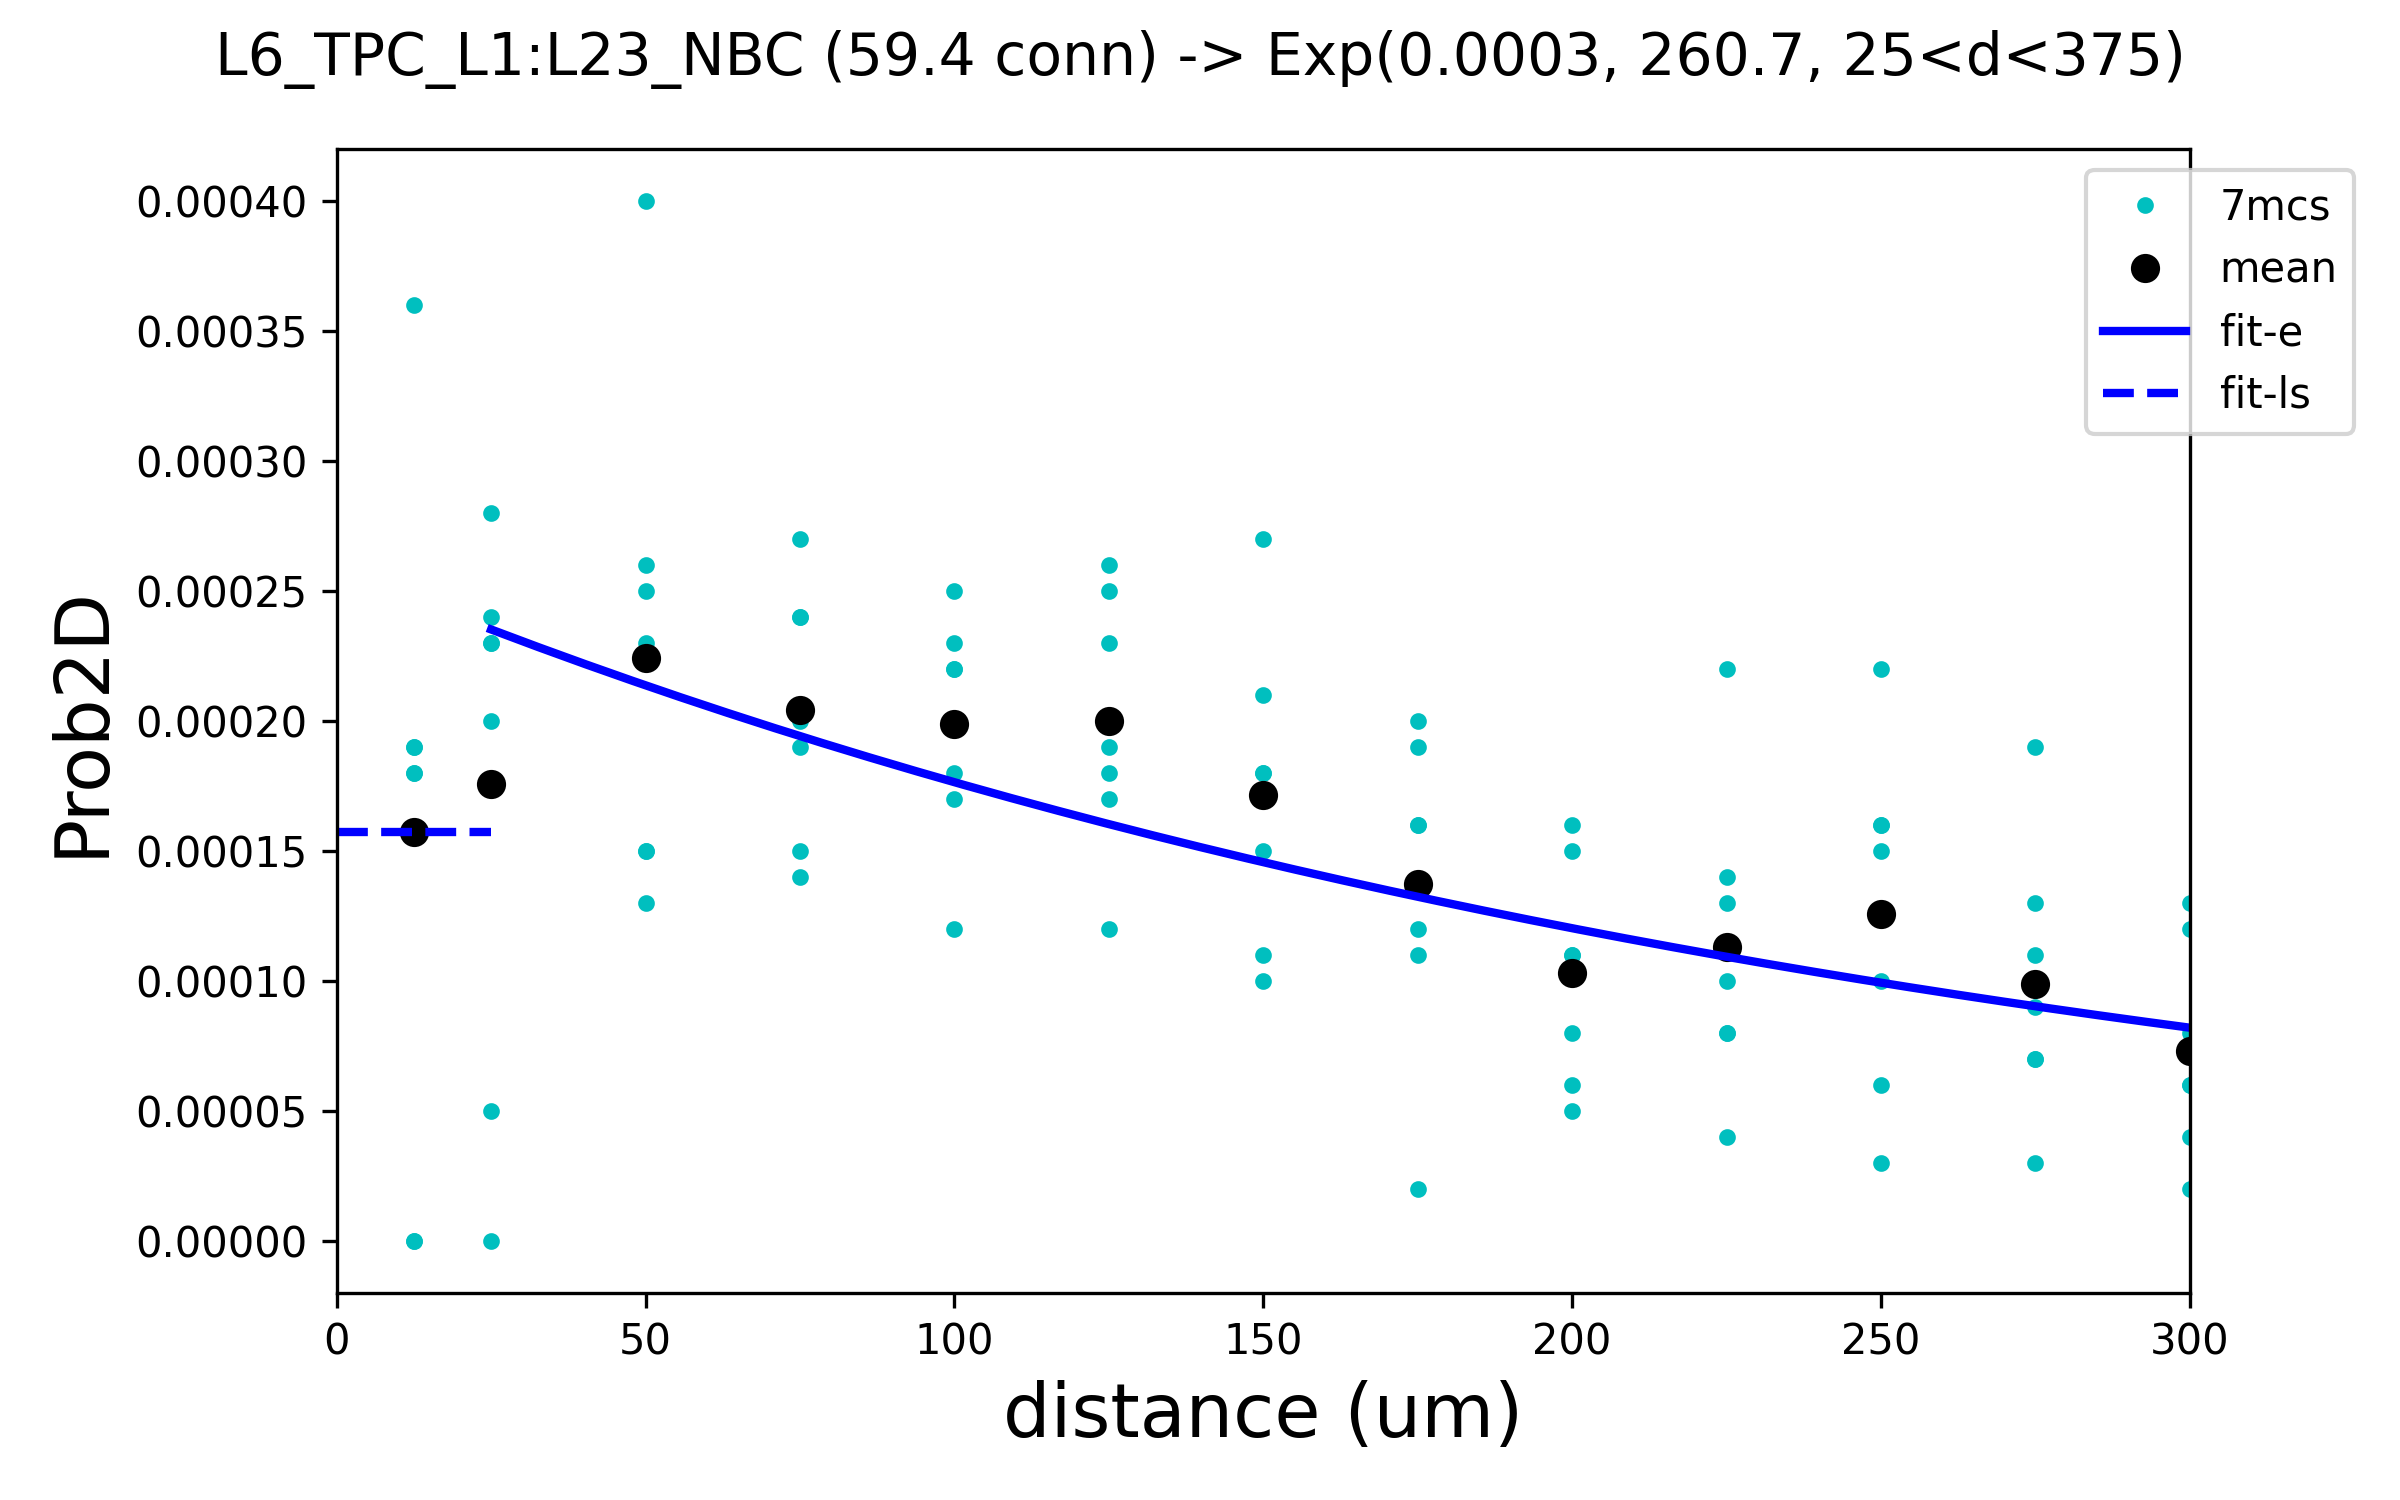 L6_TPC_L1:L23_NBC (59.4 conn) -> Exp(0.0003, 260.7, 25<d<375)
7mcs
mean
fit-e
fit-ls
Prob2D
0.00040
0.00035
0.00030
0.00025
0.00020
0.00015
0.00010
0.00005
0.00000
0 50 100 150 200 250 300
distance (um)